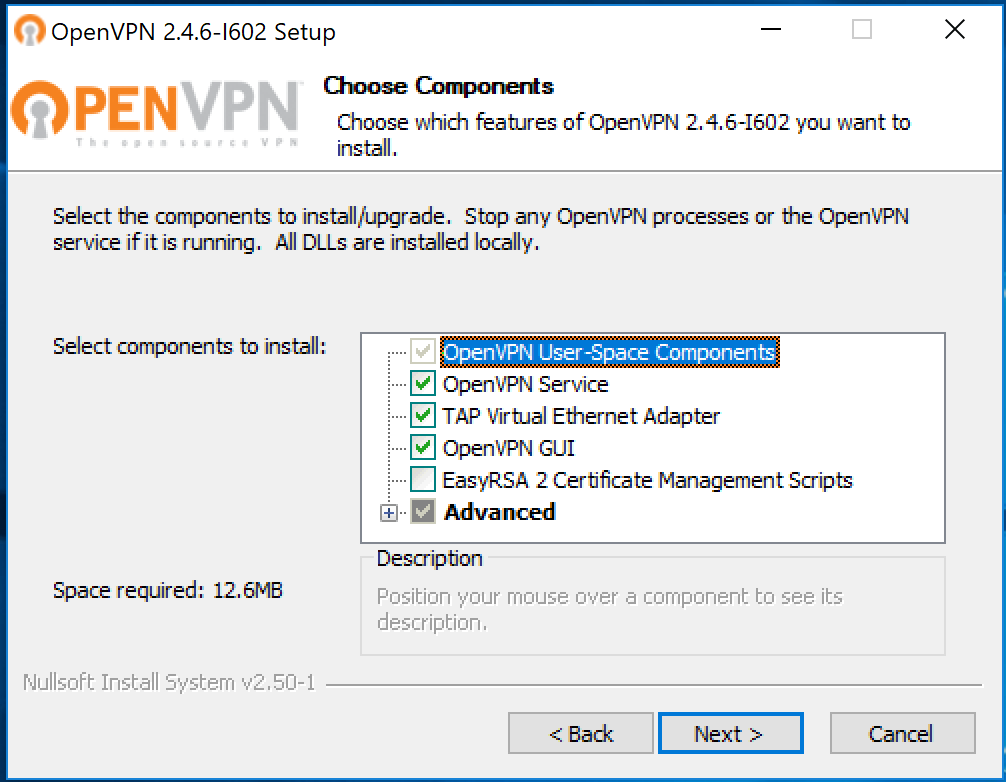 OpenVPN 2.4.6-I602 Setup
OPENVPN
The open source VPN
Choose Components
Choose which features of OpenVPN 2.4.6-I602 you want to
install.
Select the components to install/upgrade.  Stop any OpenVPN processes or the OpenVPN
service if it is running.  All DLLs are installed locally.
Select components to install:
OpenVPN User-Space Components
OpenVPN Service
TAP Virtual Ethernet Adapter
OpenVPN GUI
EasyRSA 2 Certificate Management Scripts
Advanced
Space required: 12.6MB
Description
Position your mouse over a component to see its
description.
Nullsoft Install System v2.50-1
< Back
Next >
Cancel